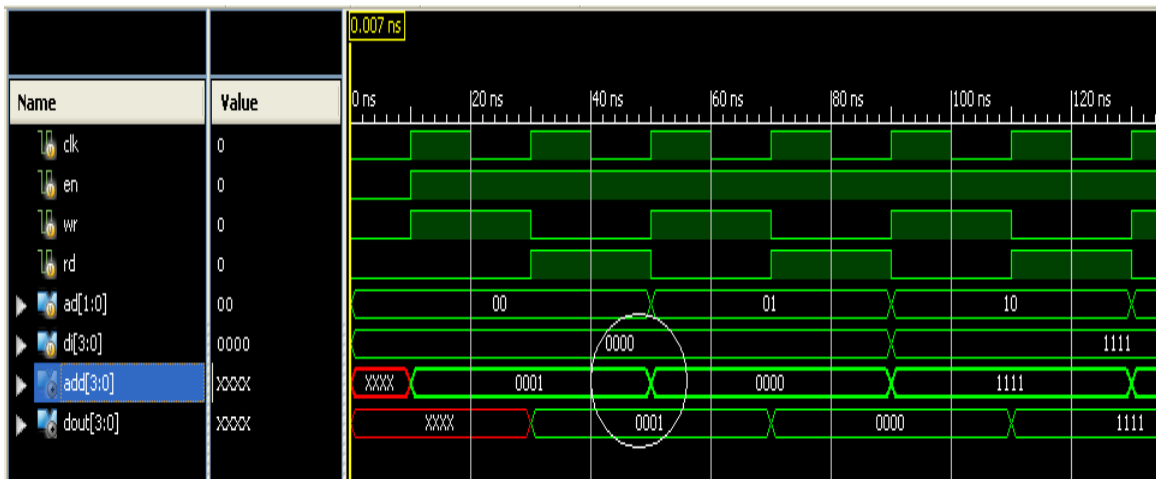 0.007 ns
Name Value 0 ns 20 ns 40 ns 60 ns 80 ns 100 ns 120 ns
clk 0
en 0
wr 0
rd 0
ad[1:0] 00 00 01 10
di[3:0] 0000 0000 1111
add[3:0] XXXX XXXX 0001 0000 1111
dout[3:0] XXXX XXXX 0001 0000 1111